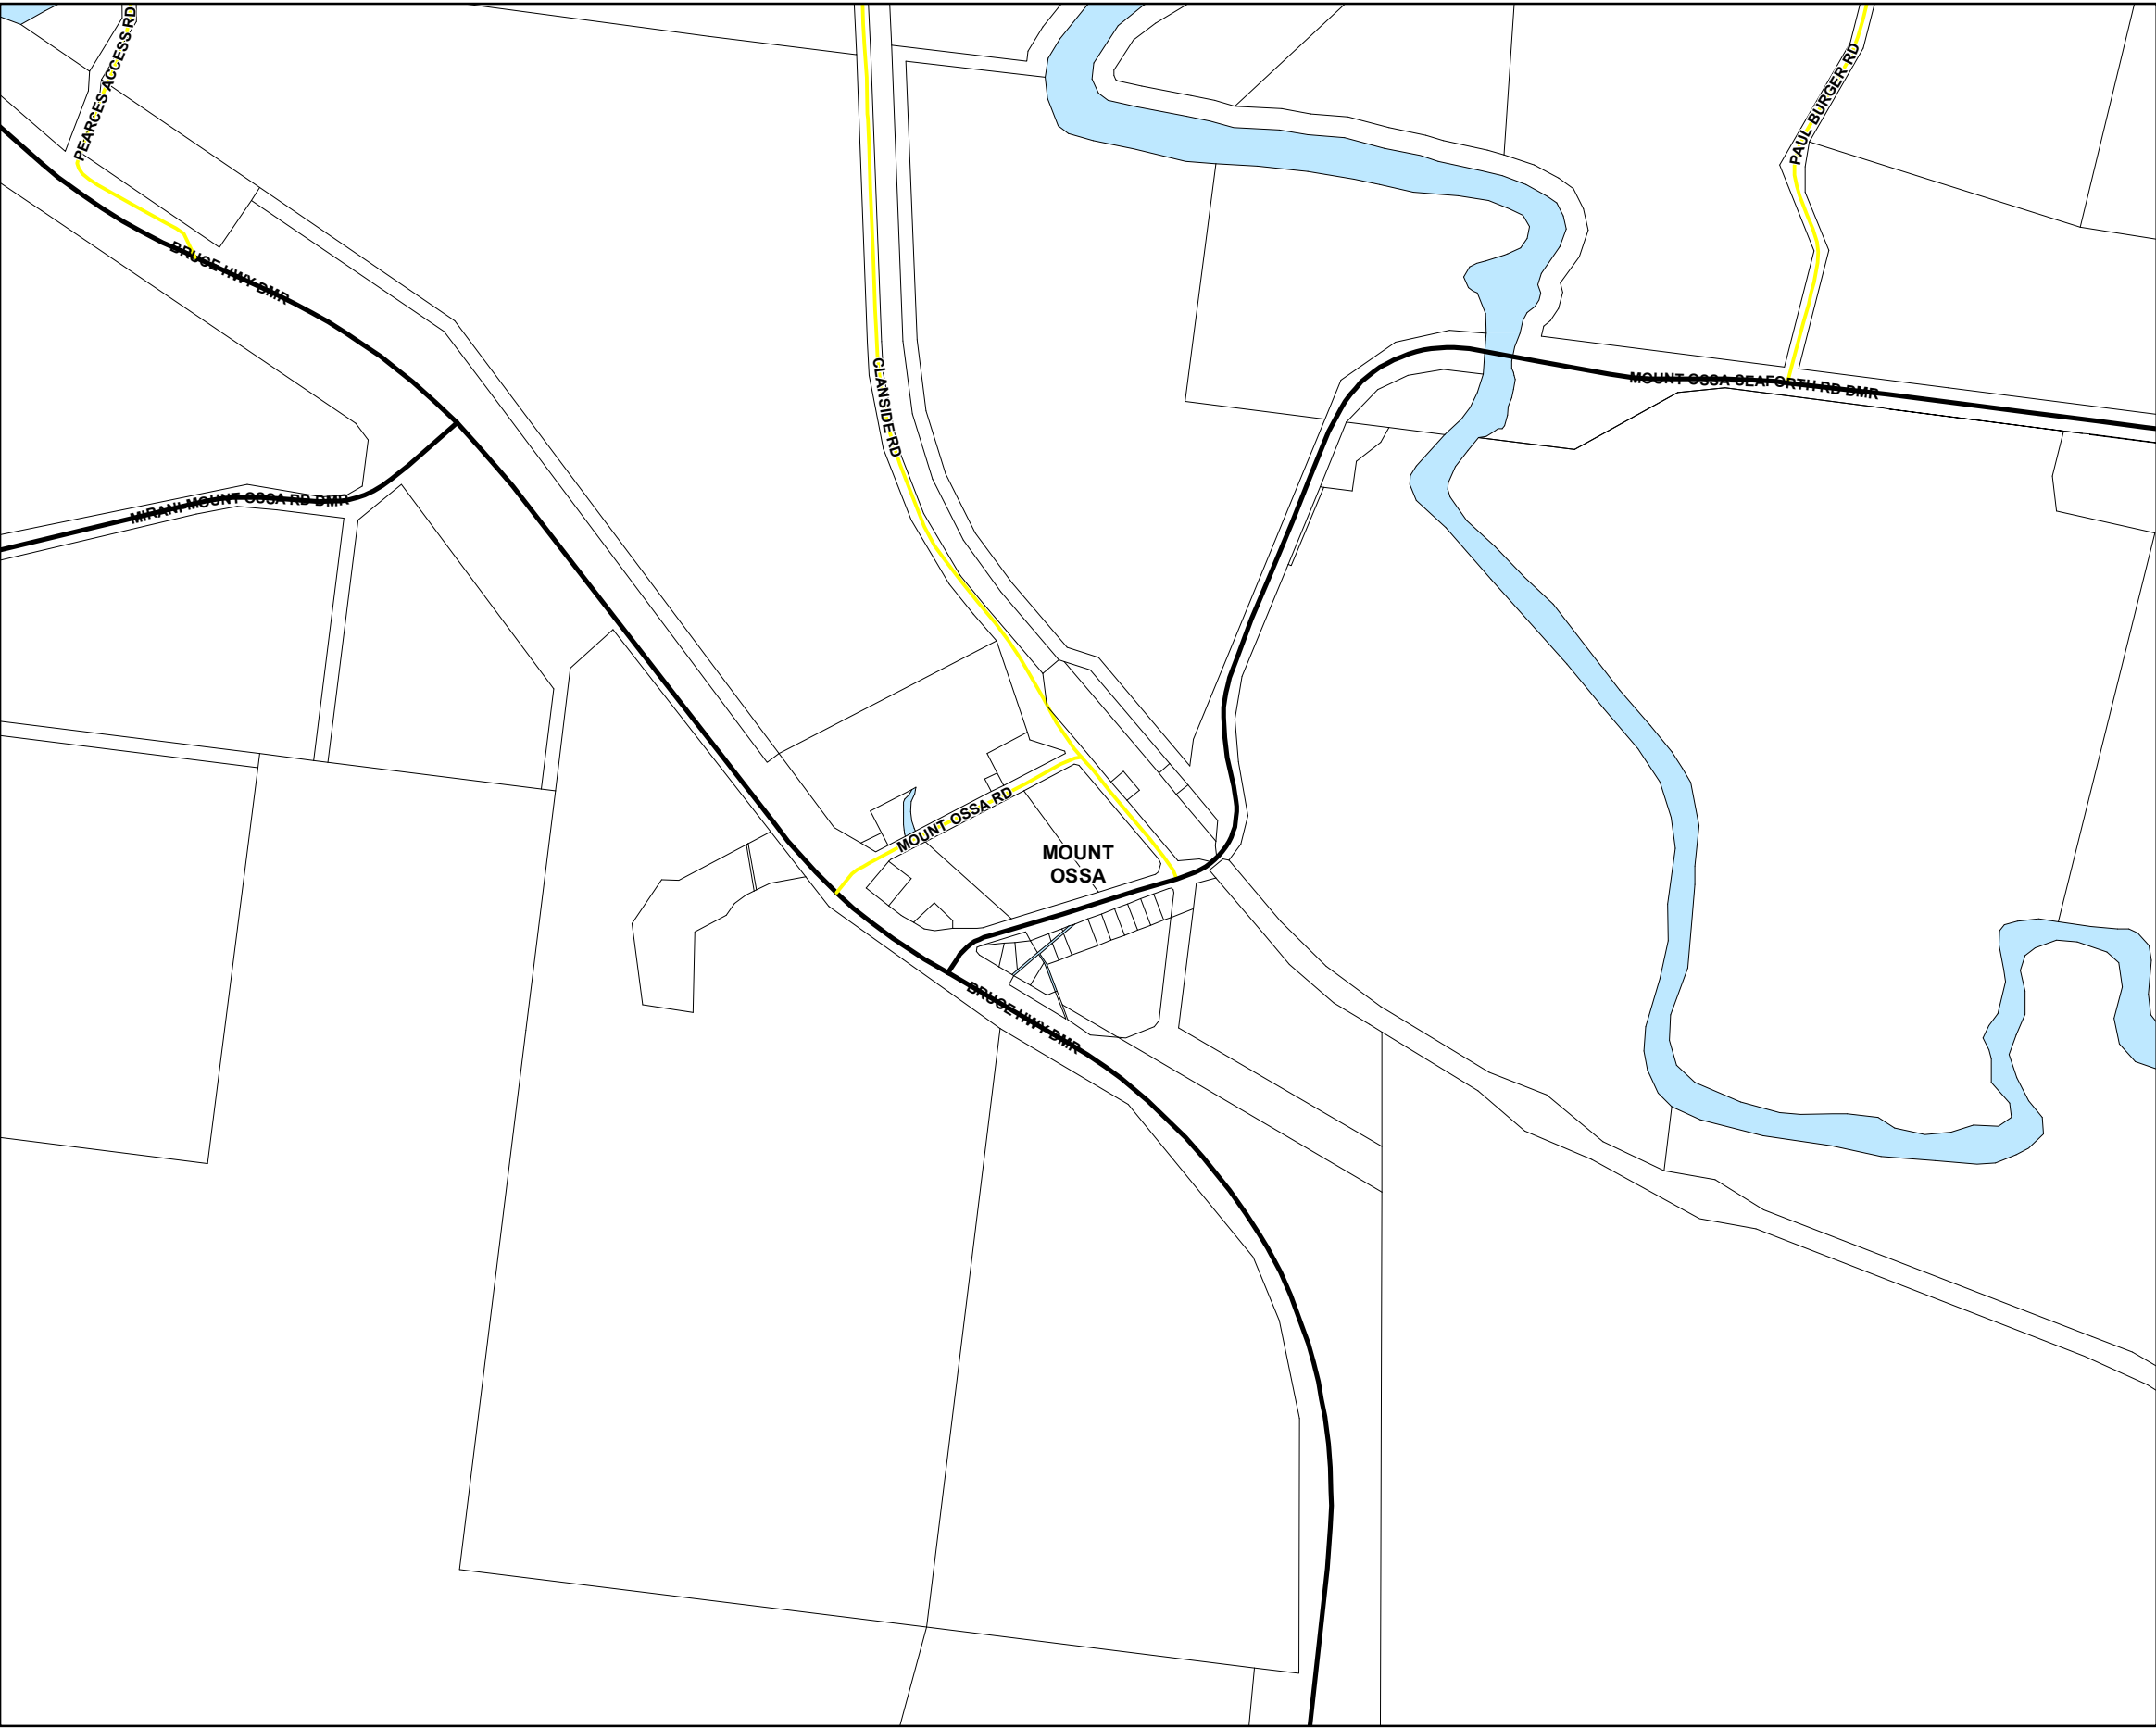 PEARCES ACCESS RD
PAUL BURGER RD
BRUCE HWY DMR
CLANSIDE RD
MOUNT OSSA-SEAFORTH RD DMR
MIRANI-MOUNT OSSA RD DMR
MOUNT OSSA RD
MOUNT
OSSA
BRUCE HWY DMR